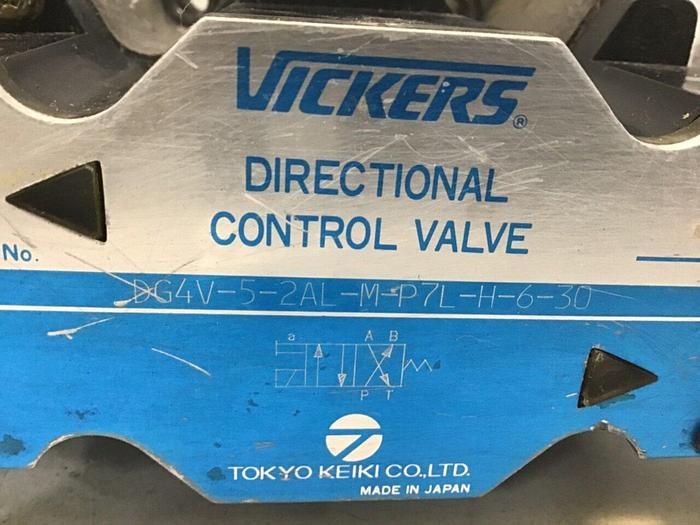 VICKERS®
DIRECTIONAL
CONTROL VALVE
No.
DG4V-5-2AL-M-P7L-H-6-30
a A B
P T
TOKYO KEIKI CO.,LTD.
MADE IN JAPAN